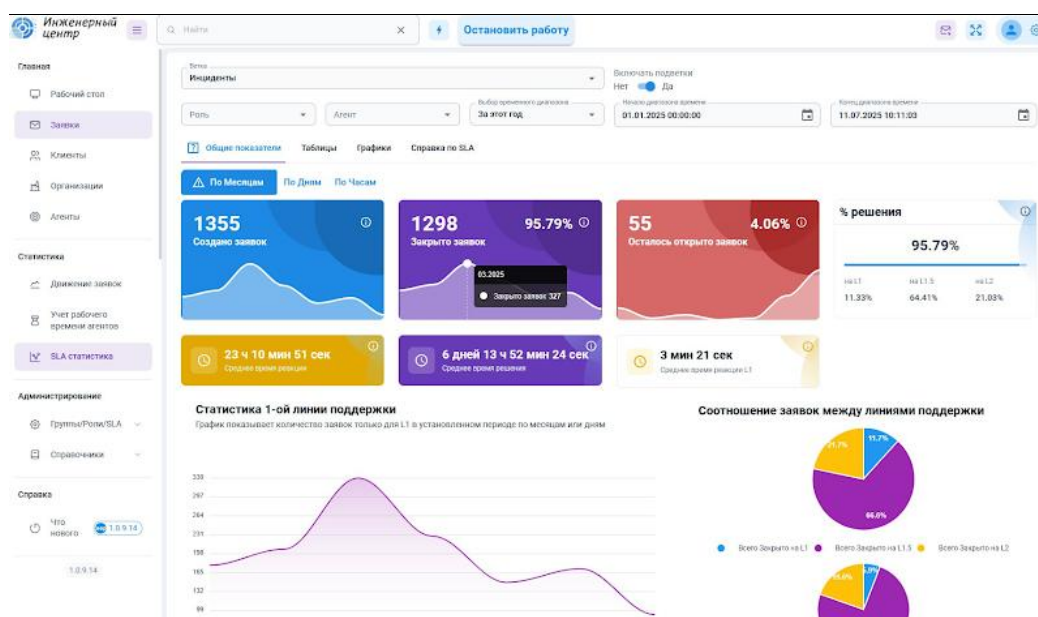 Инженерный
центр
Найти
Остановить работу
Главная
Рабочий стол
Заявки
Клиенты
Организации
Агенты
Статистика
Движение заявок
Учет рабочего
времени агентов
SLA статистика
Администрирование
Группы/Роли/SLA
Справочники
Справка
Что
нового
1.0.9.14
1.0.9.14
Ветка
Инциденты
Включать подветки
Нет Да
Роль
Агент
Выбор временного диапазона
За этот год
Начало диапазона времени
01.01.2025 00:00:00
Конец диапазона времени
11.07.2025 10:11:03
Общие показатели Таблицы Графики Справка по SLA
По Месяцам По Дням По Часам
1355
Создано заявок
1298 95.79%
Закрыто заявок
03.2025
Закрыто заявок 327
55 4.06%
Осталось открыто заявок
% решения
95.79%
на L1 на L1.5 на L2
11.33% 64.41% 21.03%
23 ч 10 мин 51 сек
Среднее время реакции
6 дней 13 ч 52 мин 24 сек
Среднее время решения
3 мин 21 сек
Среднее время реакции L1
Статистика 1-ой линии поддержки
График показывает количество заявок только для L1 в установленном периоде по месяцам или дням
297
264
231
198
165
132
99
Соотношение заявок между линиями поддержки
11.7%
21.7%
66.6%
Всего Закрыто на L1 Всего Закрыто на L1.5 Всего Закрыто на L2